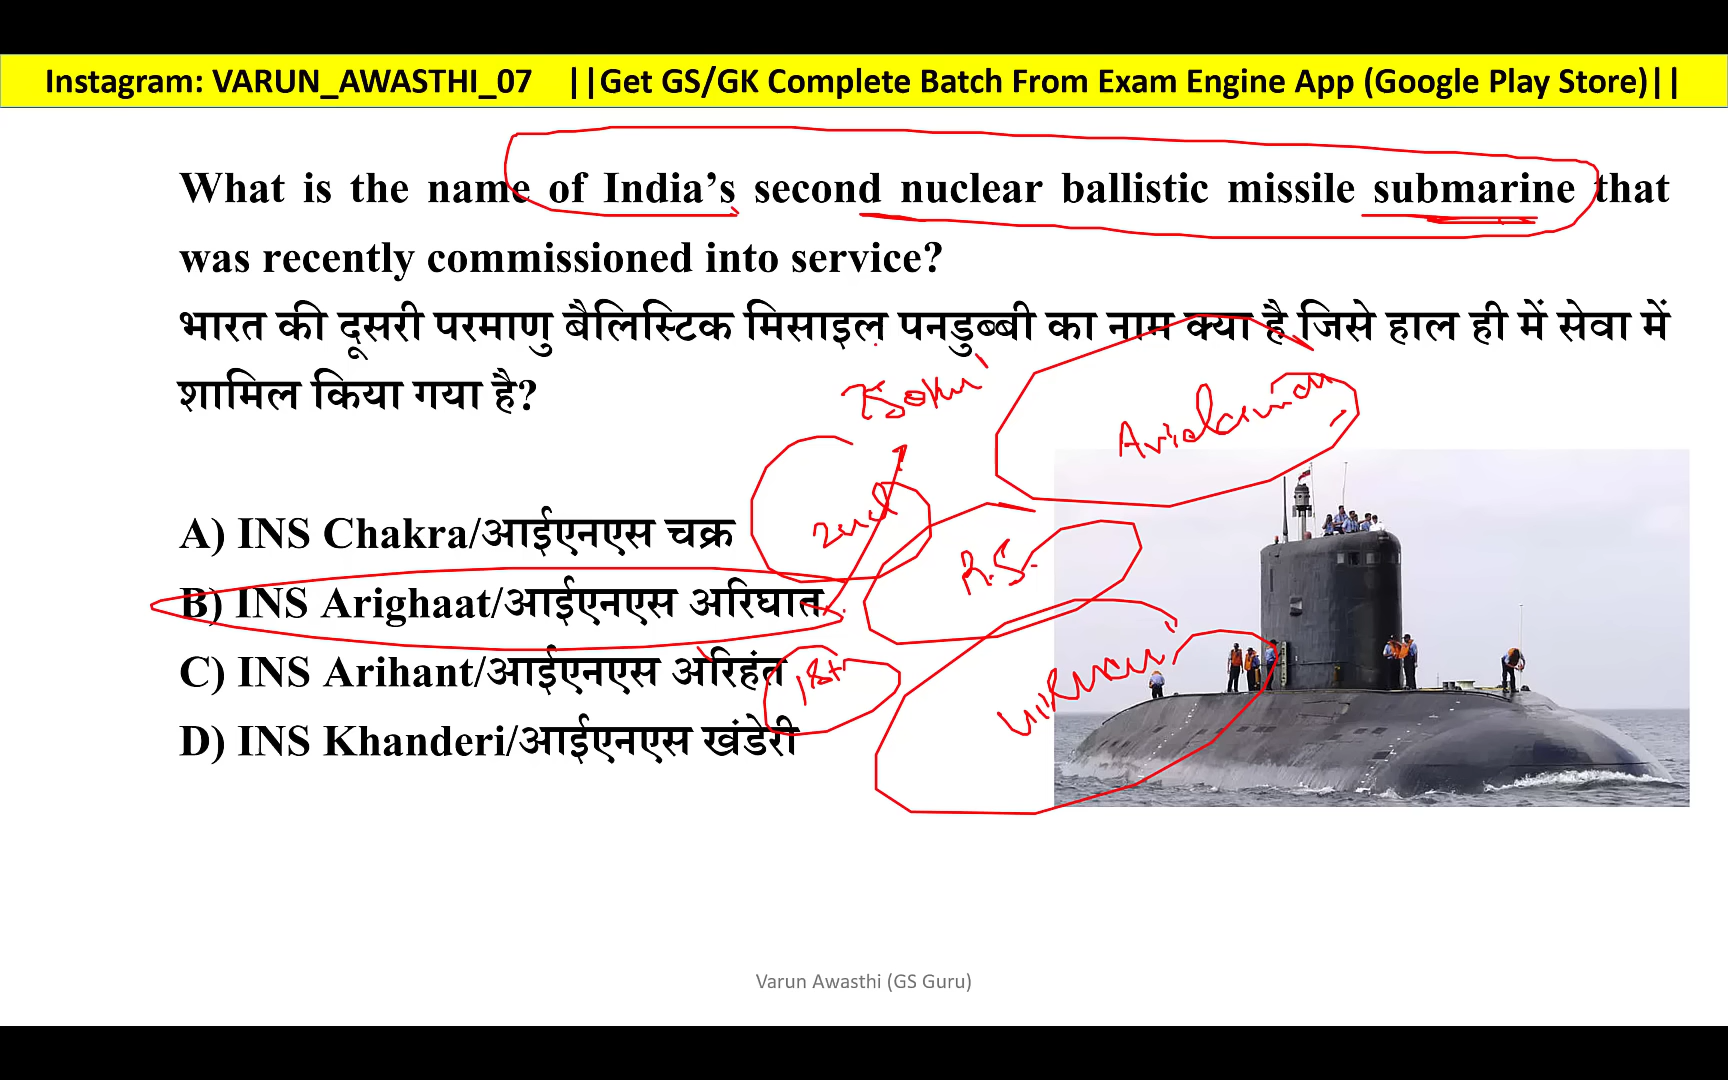 Instagram: VARUN_AWASTHI_07 ||Get GS/GK Complete Batch From Exam Engine App (Google Play Store)||
What is the name of India’s second nuclear ballistic missile submarine that
was recently commissioned into service?
भारत की दूसरी परमाणु बैलिस्टिक मिसाइल पनडुब्बी का नाम क्या है जिसे हाल ही में सेवा में
शामिल किया गया है?
A) INS Chakra/आईएनएस चक्र
2nd
B) INS Arighaat/आईएनएस अरिघात
R.S.
C) INS Arihant/आईएनएस अरिहंत
1st
D) INS Khanderi/आईएनएस खंडेरी
Varun Awasthi (GS Guru)